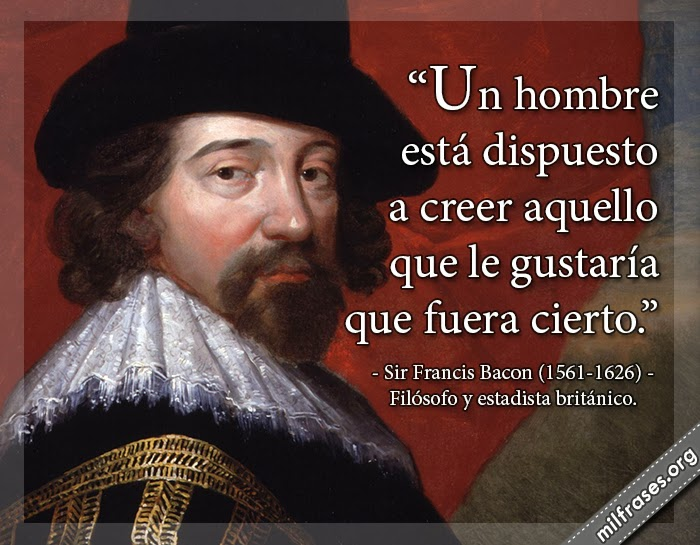 “Un hombre
está dispuesto
a creer aquello
que le gustaría
que fuera cierto.”
- Sir Francis Bacon (1561-1626) -
Filósofo y estadista británico.
milfrases.org